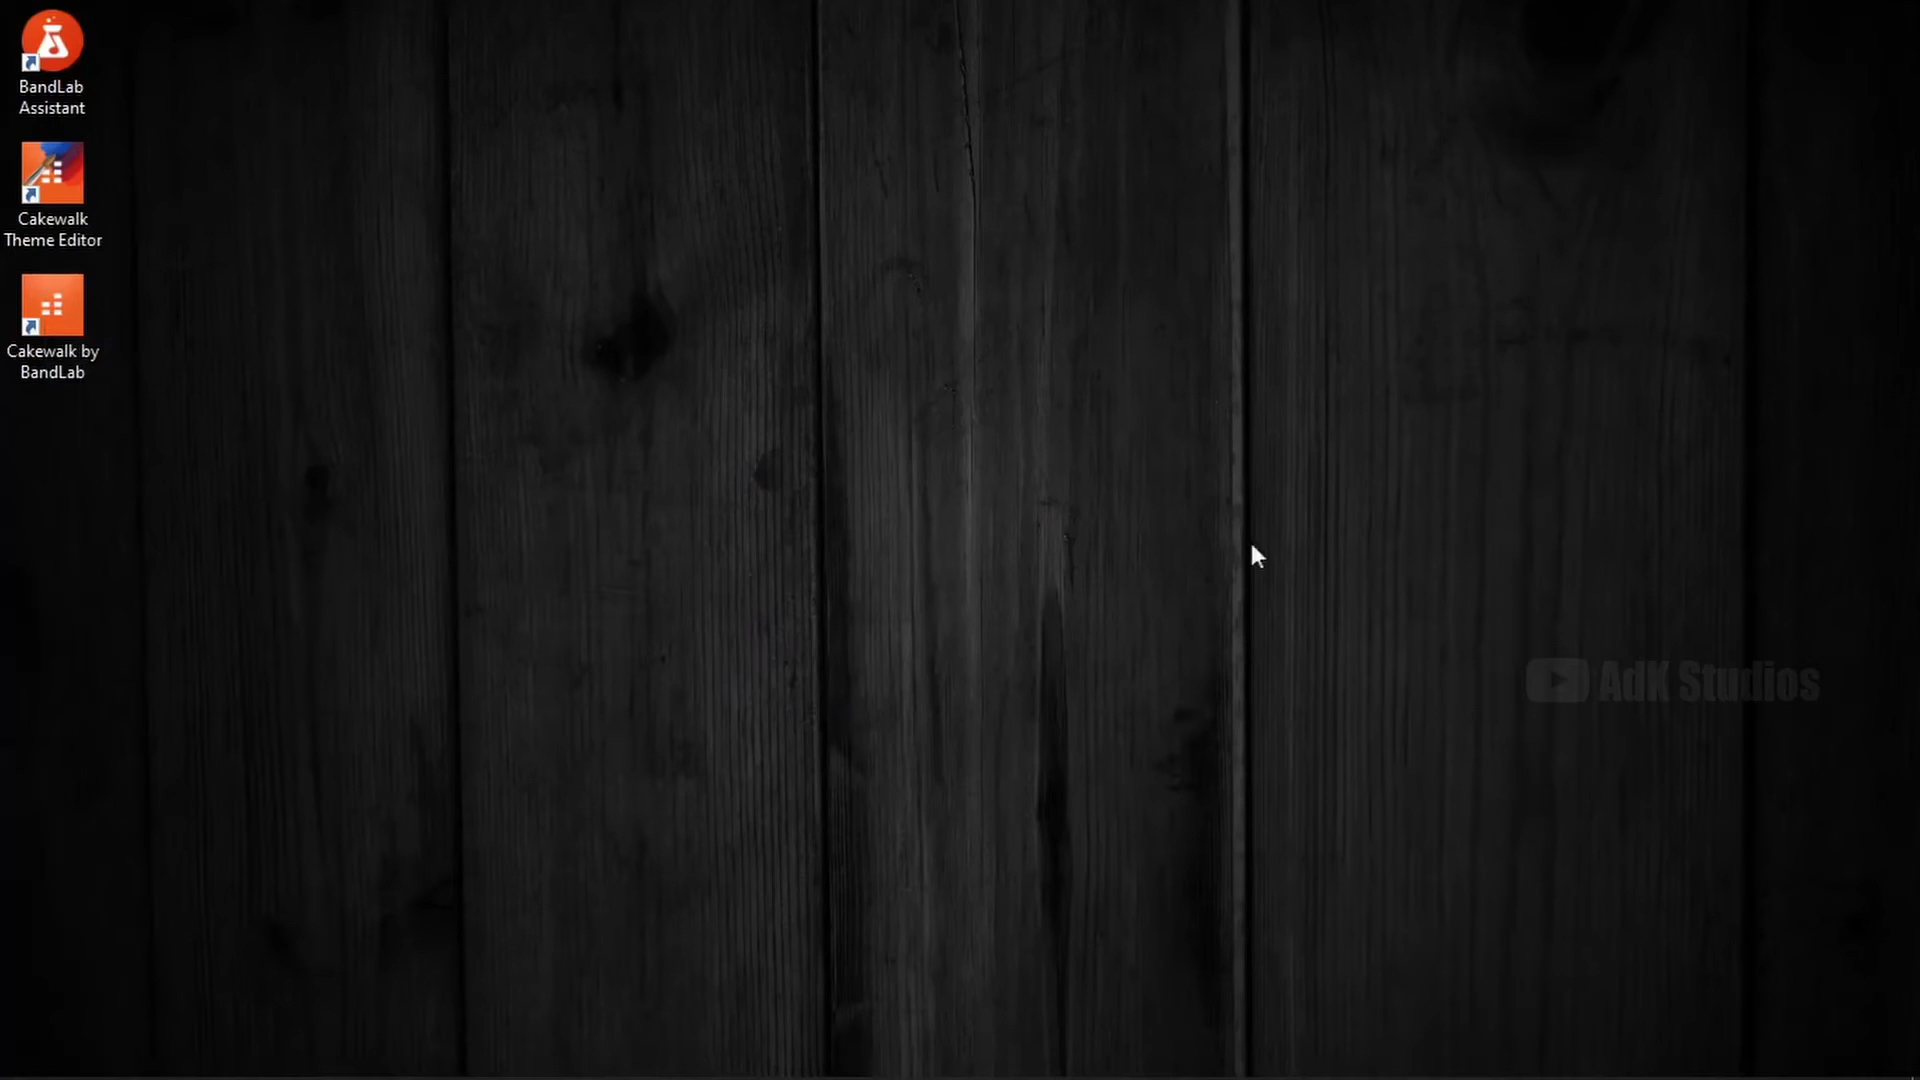 BandLab
Assistant
Cakewalk
Theme Editor
Cakewalk by
BandLab
AdK Studios